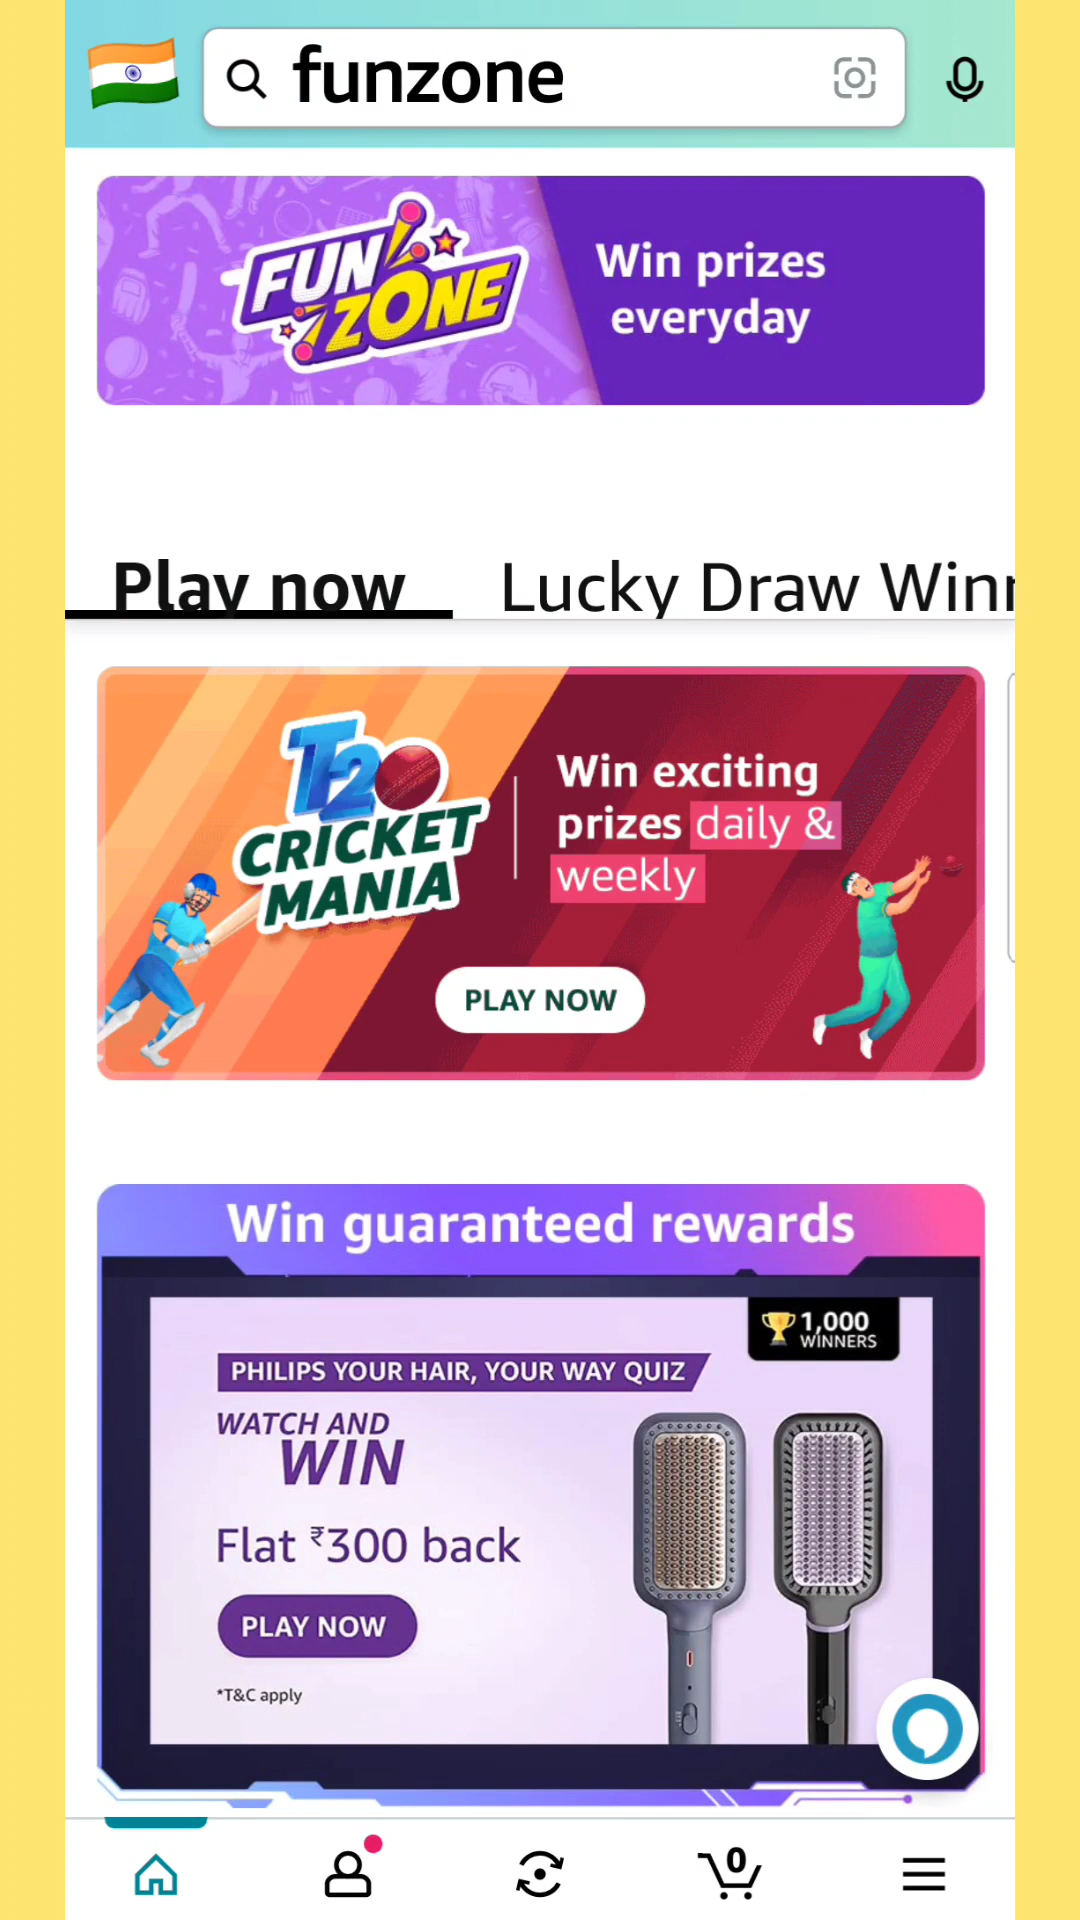 funzone
FUN
ZONE
Win prizes
everyday
Play now
Lucky Draw Winn
T20
CRICKET
MANIA
Win exciting
prizes daily &
weekly
PLAY NOW
Win guaranteed rewards
1,000
WINNERS
PHILIPS YOUR HAIR, YOUR WAY QUIZ
WATCH AND
WIN
Flat ₹300 back
PLAY NOW
*T&C apply
0